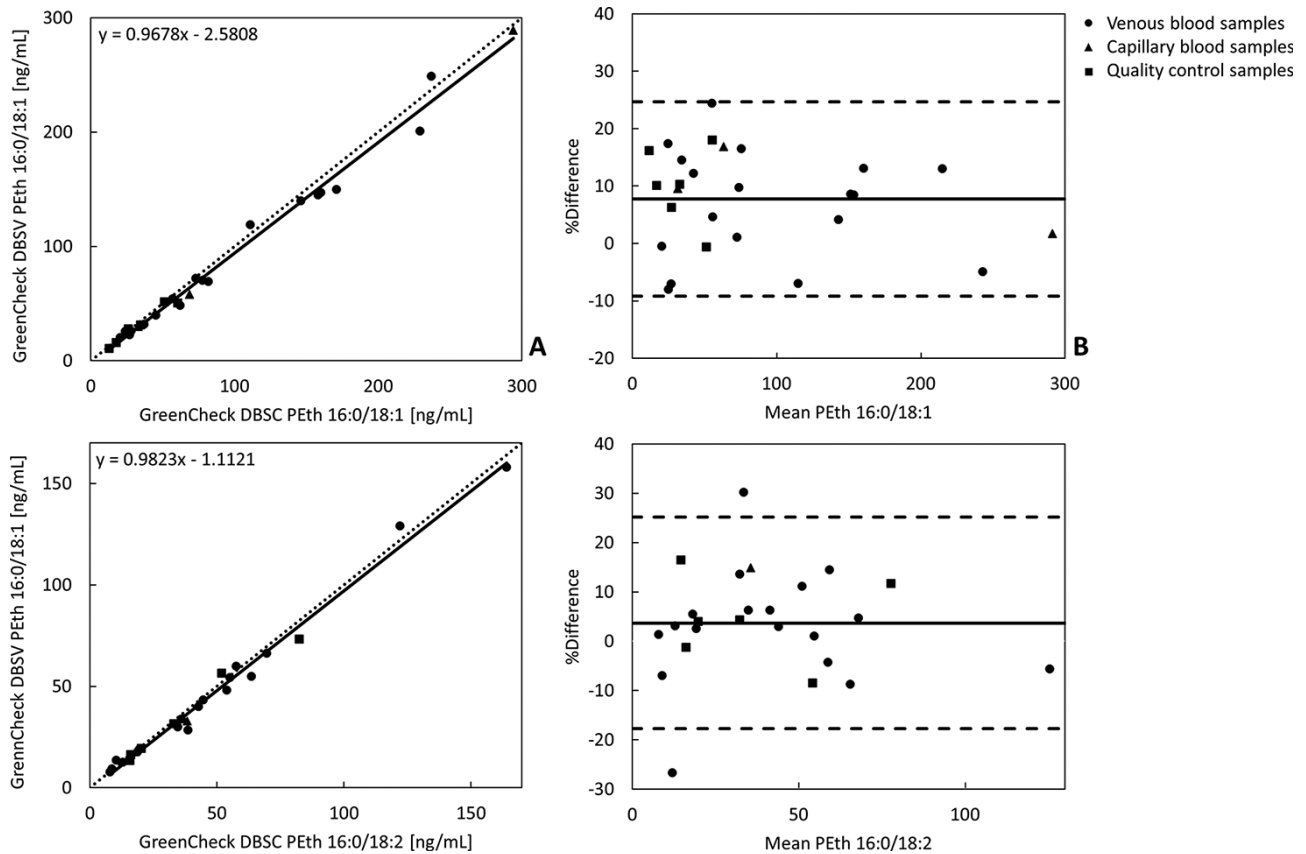 y = 0.9678x - 2.5808
GreenCheck DBSV PEth 16:0/18:1 [ng/mL]
300
200
100
0
0 100 200 300
GreenCheck DBSC PEth 16:0/18:1 [ng/mL]
A
%Difference
40
30
20
10
0
-10
-20
0 100 200 300
Mean PEth 16:0/18:1
B
Venous blood samples
Capillary blood samples
Quality control samples
y = 0.9823x - 1.1121
GrennCheck DBSV PEth 16:0/18:1 [ng/mL]
150
100
50
0
0 50 100 150
GreenCheck DBSC PEth 16:0/18:2 [ng/mL]
%Difference
40
30
20
10
0
-10
-20
-30
0 50 100
Mean PEth 16:0/18:2